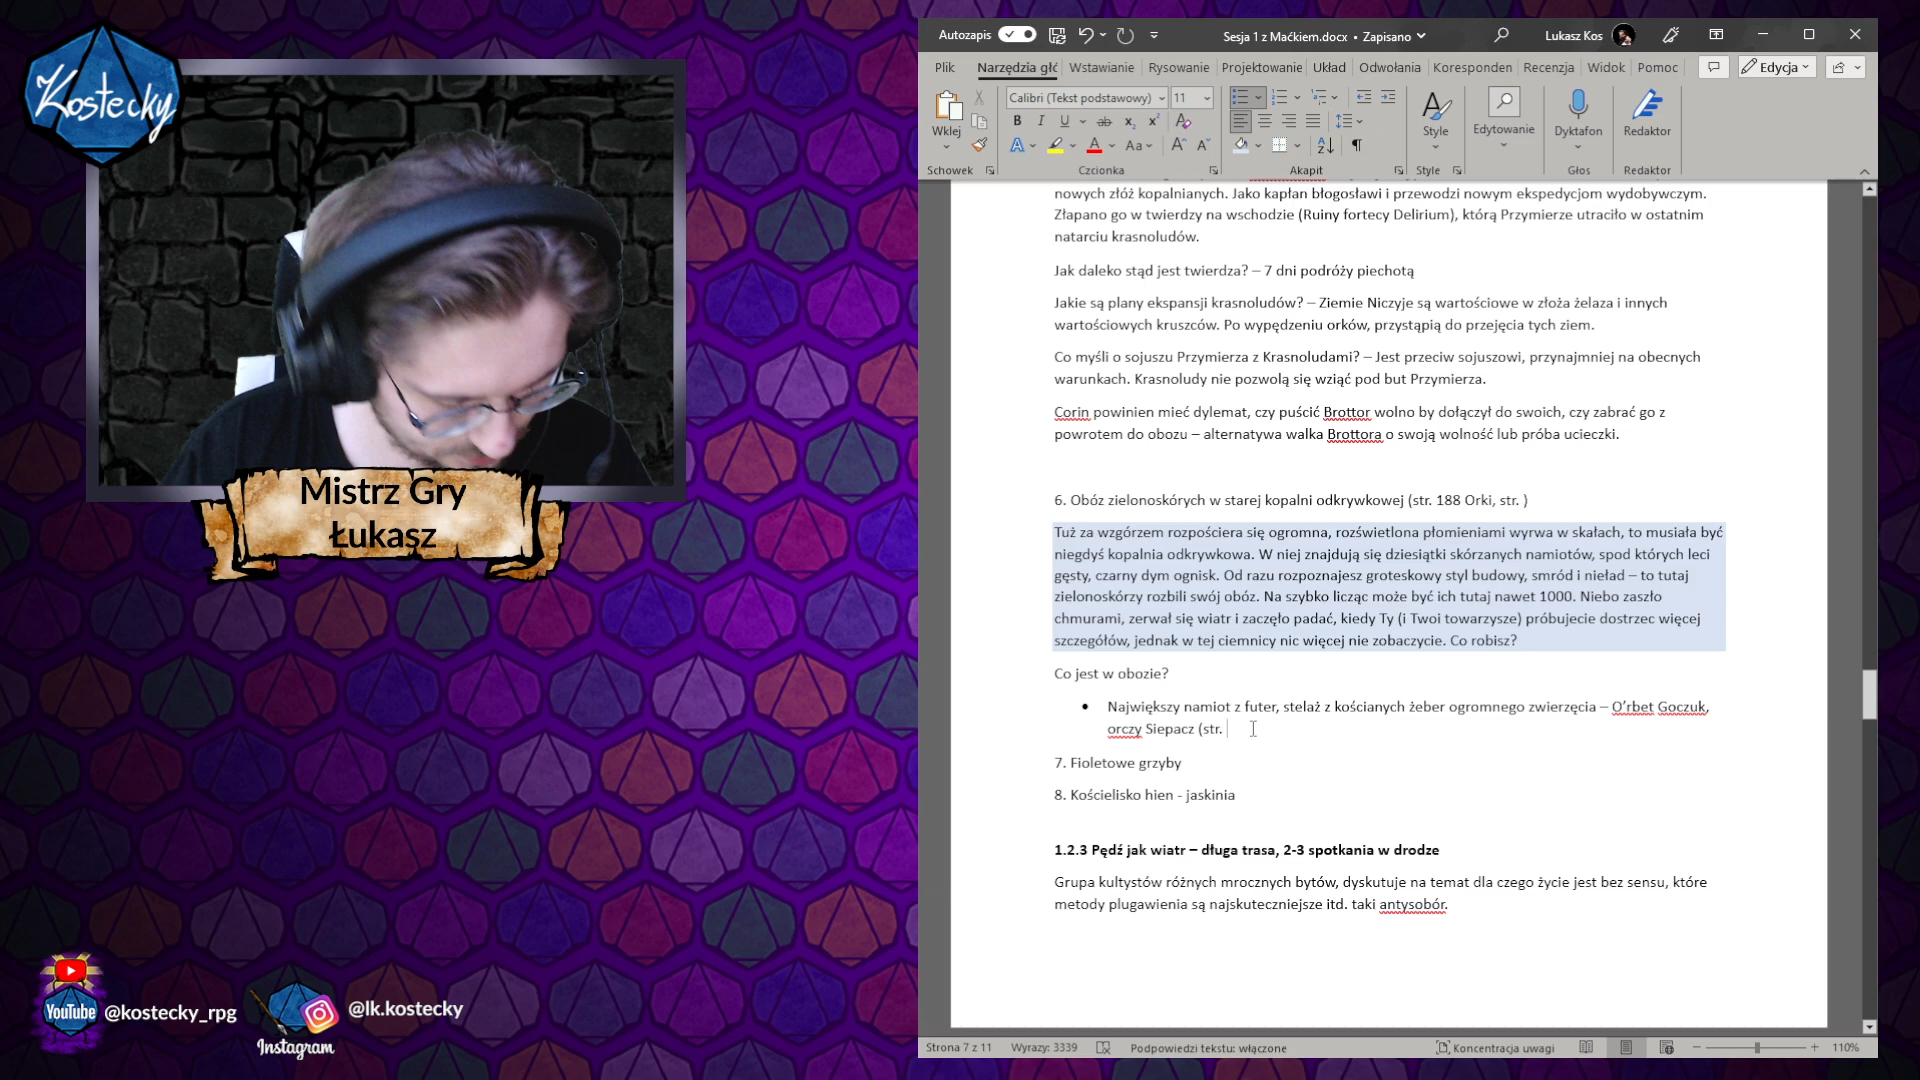 Kostecky
Mistrz Gry
Łukasz
YouTube
@kostecky_rpg
Instagram
@lk.kostecky
Autozapis
Sesja 1 z Maćkiem.docx • Zapisano
Lukasz Kos
Plik Narzędzia głć Wstawianie Rysowanie Projektowanie Układ Odwołania Koresponden Recenzja Widok Pomoc Edycja
Wklej
Calibri (Tekst podstawowy) 11
Style
Edytowanie
Dyktafon
Redaktor
Schowek Czcionka Akapit Style Głos Redaktor
nowych złóż kopalnianych. Jako kapłan błogosławi i przewodzi nowym ekspedycjom wydobywczym.
Złapano go w twierdzy na wschodzie (Ruiny fortecy Delirium), którą Przymierze utraciło w ostatnim
natarciu krasnoludów.
Jak daleko stąd jest twierdza? – 7 dni podróży piechotą
Jakie są plany ekspansji krasnoludów? – Ziemie Niczyje są wartościowe w złoża żelaza i innych
wartościowych kruszców. Po wypędzeniu orków, przystąpią do przejęcia tych ziem.
Co myśli o sojuszu Przymierza z Krasnoludami? – Jest przeciw sojuszowi, przynajmniej na obecnych
warunkach. Krasnoludy nie pozwolą się wziąć pod but Przymierza.
Corin powinien mieć dylemat, czy puścić Brottor wolno by dołączył do swoich, czy zabrać go z
powrotem do obozu – alternatywa walka Brottora o swoją wolność lub próba ucieczki.
6. Obóz zielonoskórych w starej kopalni odkrywkowej (str. 188 Orki, str. )
Tuż za wzgórzem rozpościera się ogromna, rozświetlona płomieniami wyrwa w skałach, to musiała być
niegdyś kopalnia odkrywkowa. W niej znajdują się dziesiątki skórzanych namiotów, spod których leci
gęsty, czarny dym ognisk. Od razu rozpoznajesz groteskowy styl budowy, smród i nieład – to tutaj
zielonoskórzy rozbili swój obóz. Na szybko licząc może być ich tutaj nawet 1000. Niebo zaszło
chmurami, zerwał się wiatr i zaczęło padać, kiedy Ty (i Twoi towarzysze) próbujecie dostrzec więcej
szczegółów, jednak w tej ciemnicy nic więcej nie zobaczycie. Co robisz?
Co jest w obozie?
• Największy namiot z futer, stelaż z kościanych żeber ogromnego zwierzęcia – O’rbet Goczuk,
orczy Siepacz (str.
7. Fioletowe grzyby
8. Kościelisko hien - jaskinia
1.2.3 Pędź jak wiatr – długa trasa, 2-3 spotkania w drodze
Grupa kultystów różnych mrocznych bytów, dyskutuje na temat dla czego życie jest bez sensu, które
metody plugawienia są najskuteczniejsze itd. taki antysobór.
Strona 7 z 11 Wyrazy: 3339 Podpowiedzi tekstu: włączone Koncentracja uwagi 110%